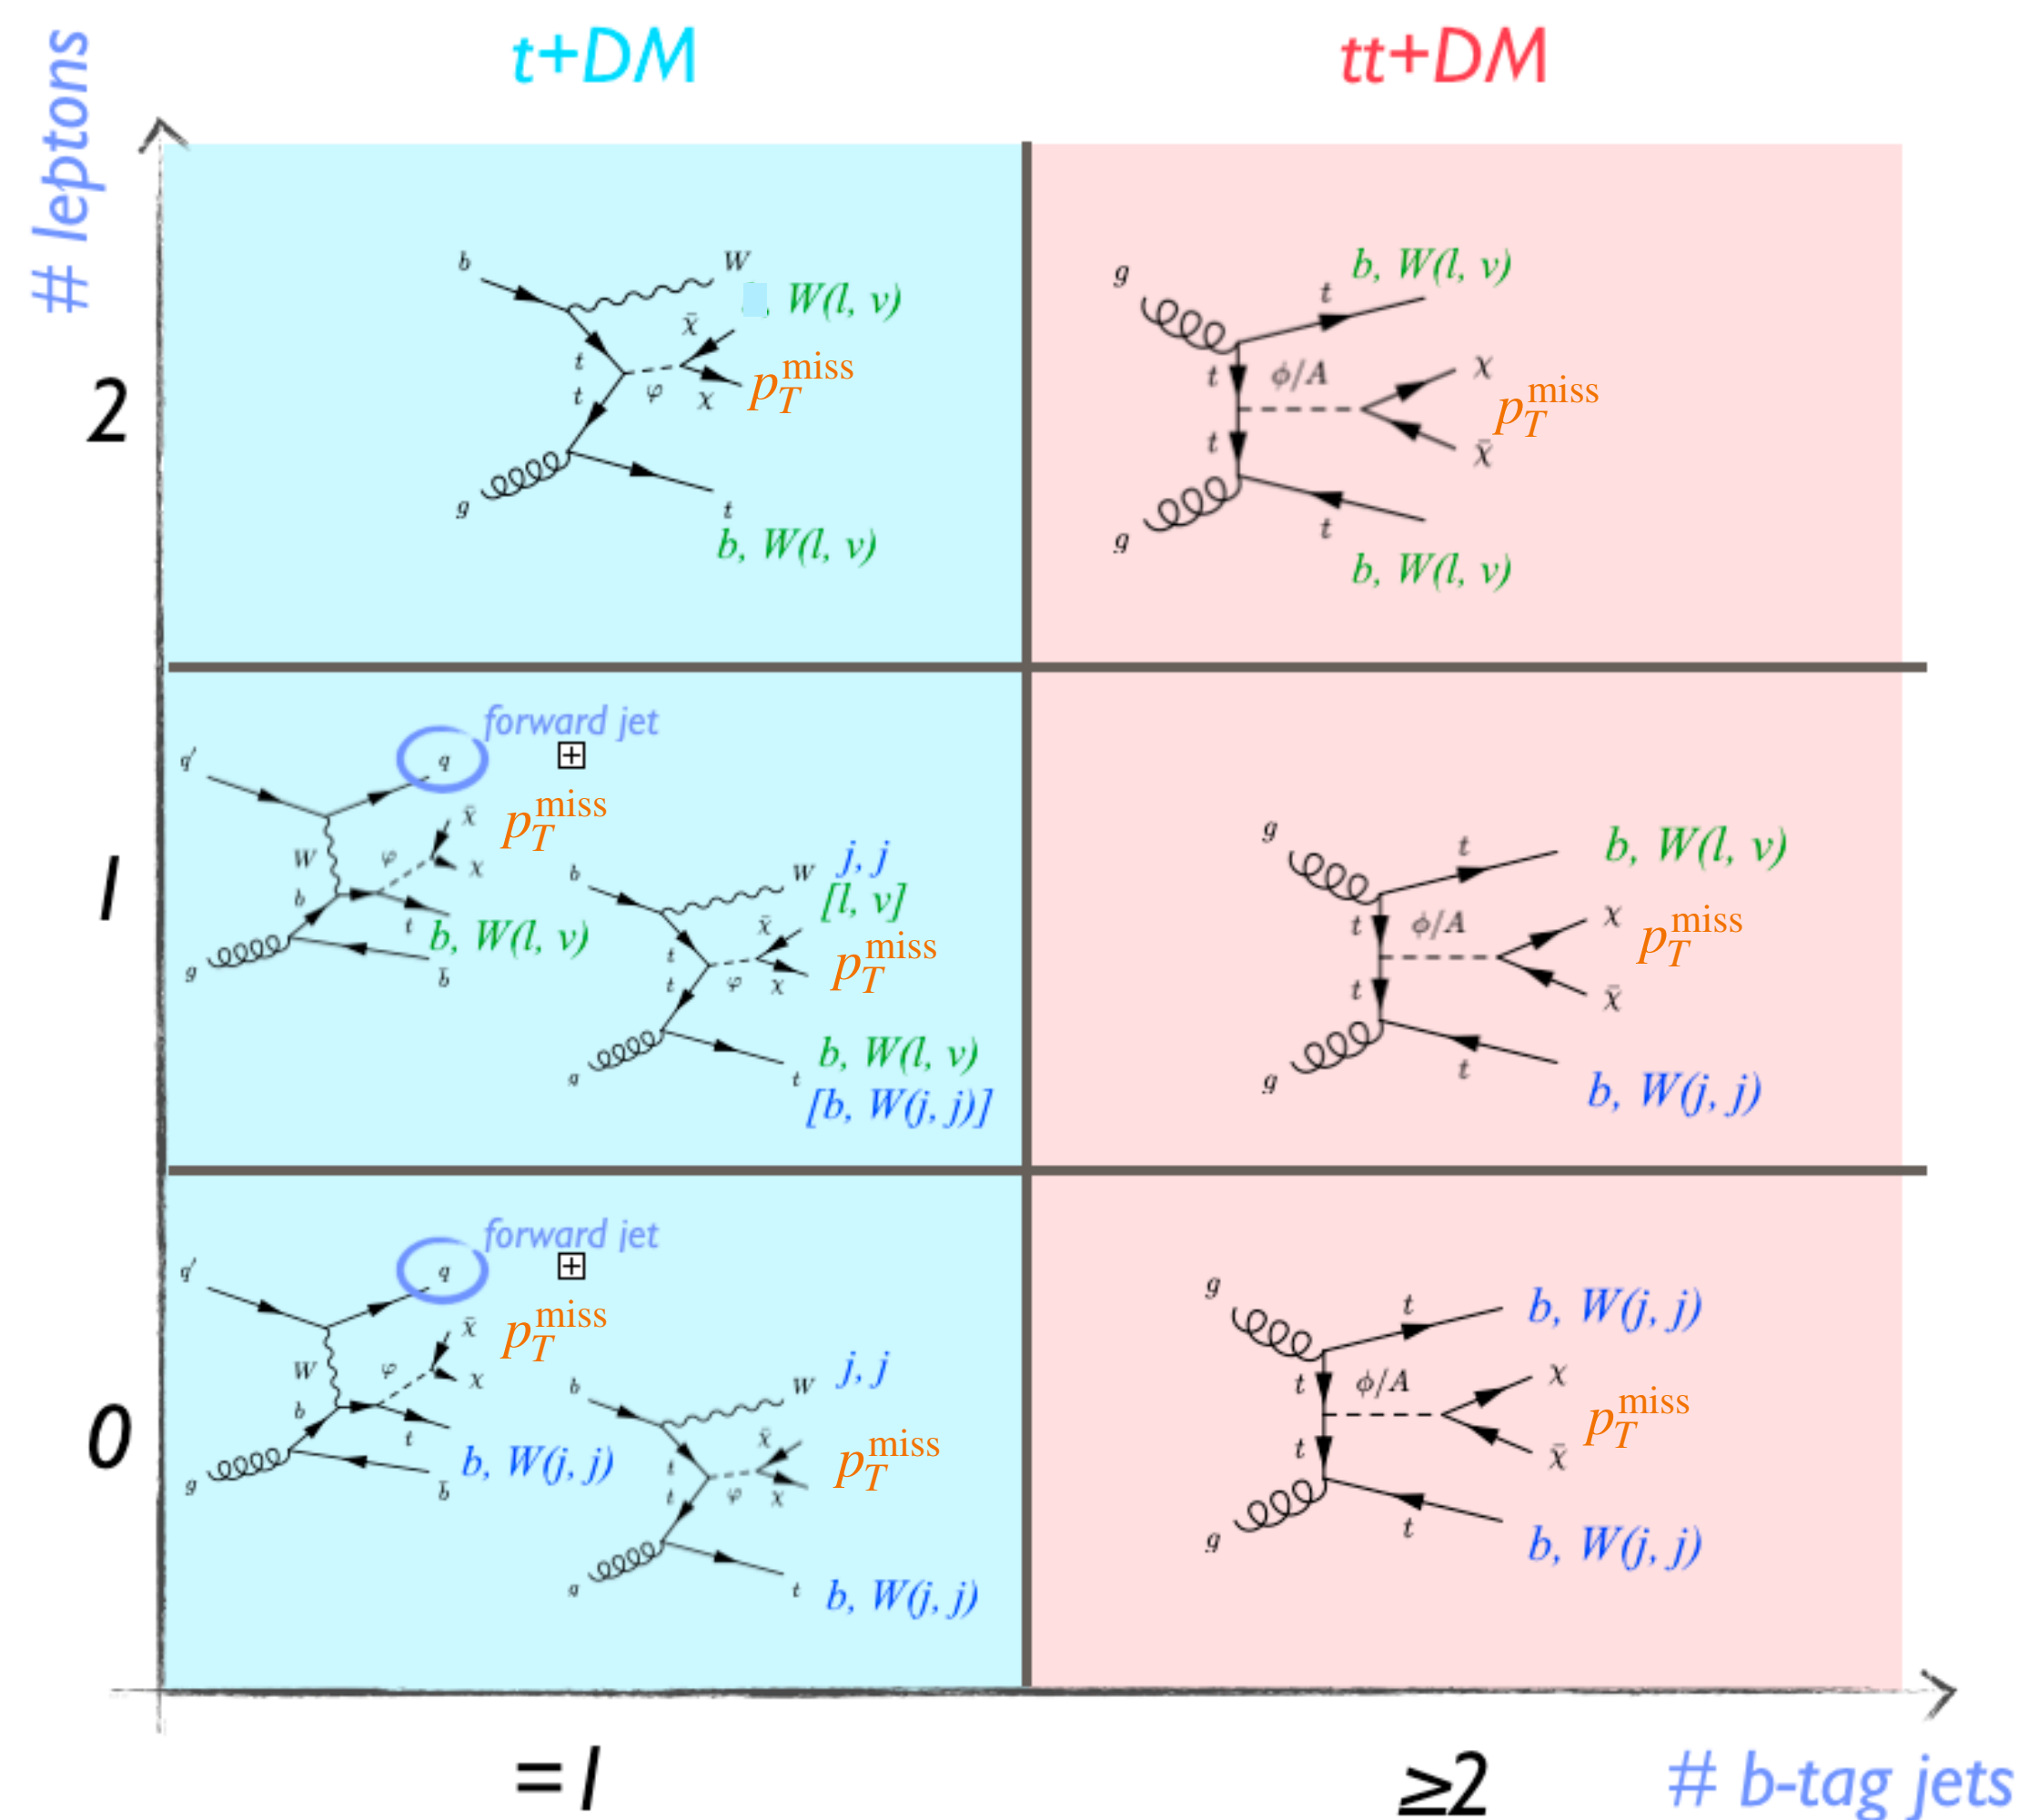 t+DM
tt+DM
# leptons
2
b
W
W(l, ν)
χ̄
t
φ
χ
p_T^miss
t
g
t
b, W(l, ν)
g
t
b, W(l, ν)
t
ϕ/A
χ
p_T^miss
t
χ̄
g
t
b, W(l, ν)
1
forward jet
q′
q
χ̄
p_T^miss
W
φ
χ
b
t
b, W(l, ν)
g
b̄
b
W
j, j
[l, ν]
χ̄
p_T^miss
t
t
φ
χ
g
t
b, W(l, ν)
[b, W(j, j)]
g
t
b, W(l, ν)
t
ϕ/A
χ
p_T^miss
t
χ̄
g
t
b, W(j, j)
0
forward jet
q′
q
χ̄
p_T^miss
W
φ
χ
b
t
b, W(j, j)
g
b̄
b
W
j, j
χ̄
p_T^miss
t
t
φ
χ
g
t
b, W(j, j)
g
t
b, W(j, j)
t
ϕ/A
χ
p_T^miss
t
χ̄
g
t
b, W(j, j)
=1
≥2
# b-tag jets